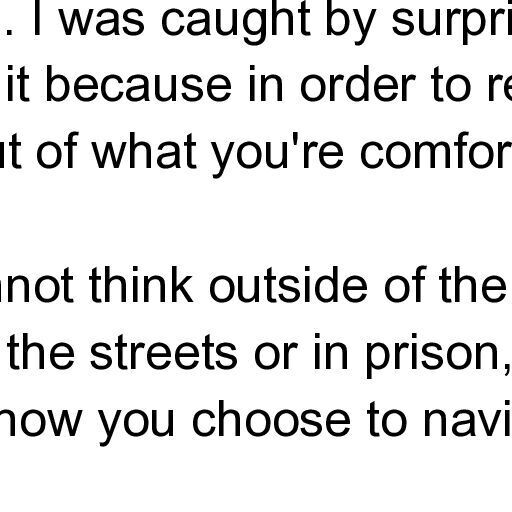 . I was caught by surpri
it because in order to re
ut of what you're comfor
nnot think outside of the
the streets or in prison,
how you choose to navi